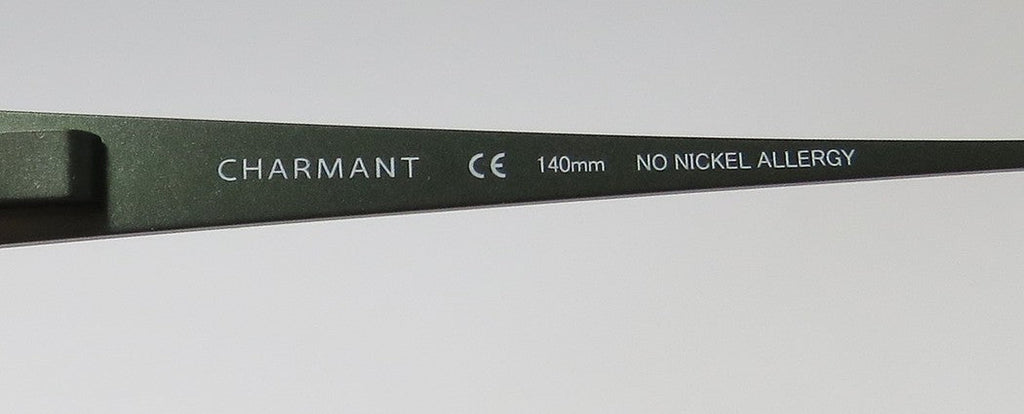 CHARMANT CE 140mm NO NICKEL ALLERGY